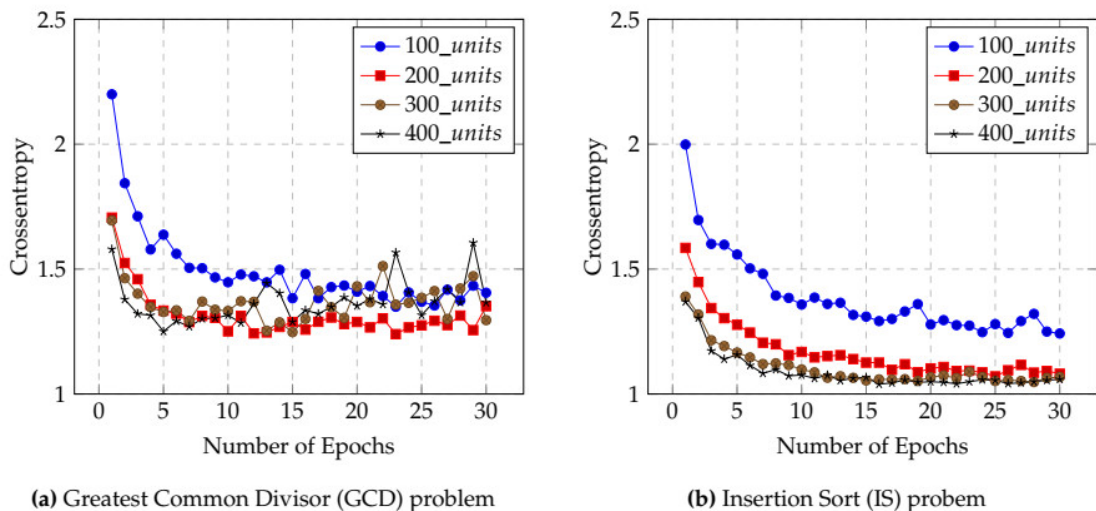 2.5
2
1.5
1
Crossentropy
0 5 10 15 20 25 30
Number of Epochs
100_units
200_units
300_units
400_units
(a) Greatest Common Divisor (GCD) problem
2.5
2
1.5
1
Crossentropy
0 5 10 15 20 25 30
Number of Epochs
100_units
200_units
300_units
400_units
(b) Insertion Sort (IS) probem